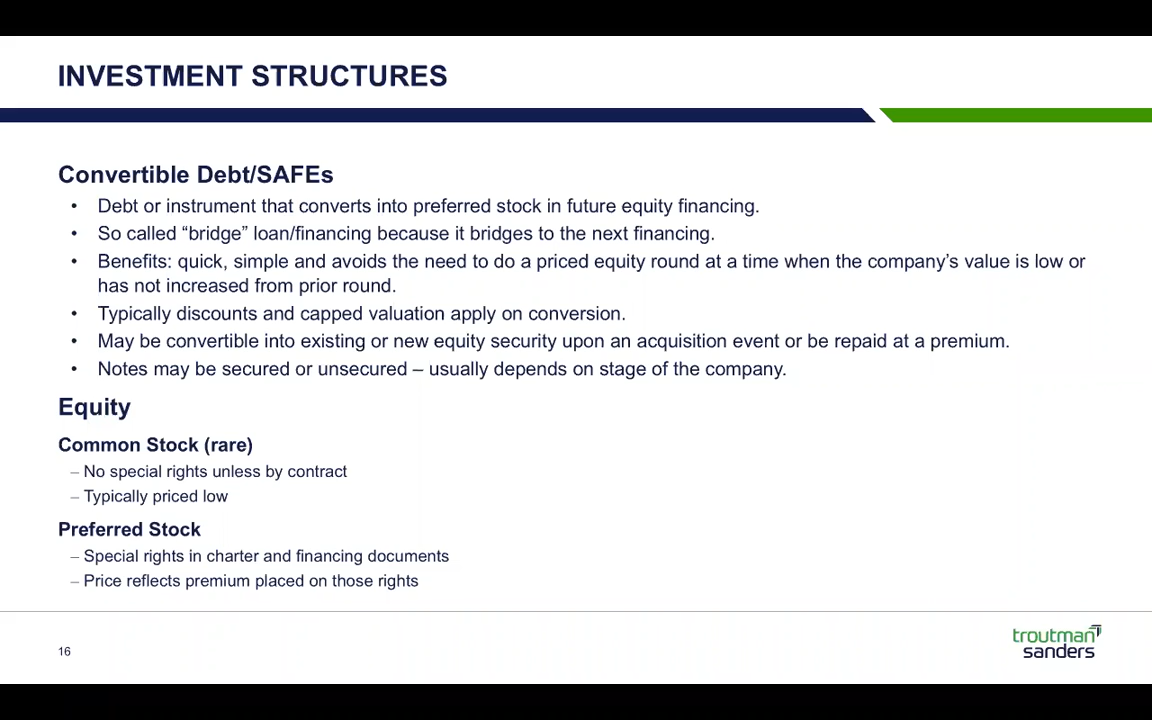 INVESTMENT STRUCTURES
Convertible Debt/SAFEs
• Debt or instrument that converts into preferred stock in future equity financing.
• So called “bridge” loan/financing because it bridges to the next financing.
• Benefits: quick, simple and avoids the need to do a priced equity round at a time when the company’s value is low or
has not increased from prior round.
• Typically discounts and capped valuation apply on conversion.
• May be convertible into existing or new equity security upon an acquisition event or be repaid at a premium.
• Notes may be secured or unsecured – usually depends on stage of the company.
Equity
Common Stock (rare)
– No special rights unless by contract
– Typically priced low
Preferred Stock
– Special rights in charter and financing documents
– Price reflects premium placed on those rights
16
troutman
sanders